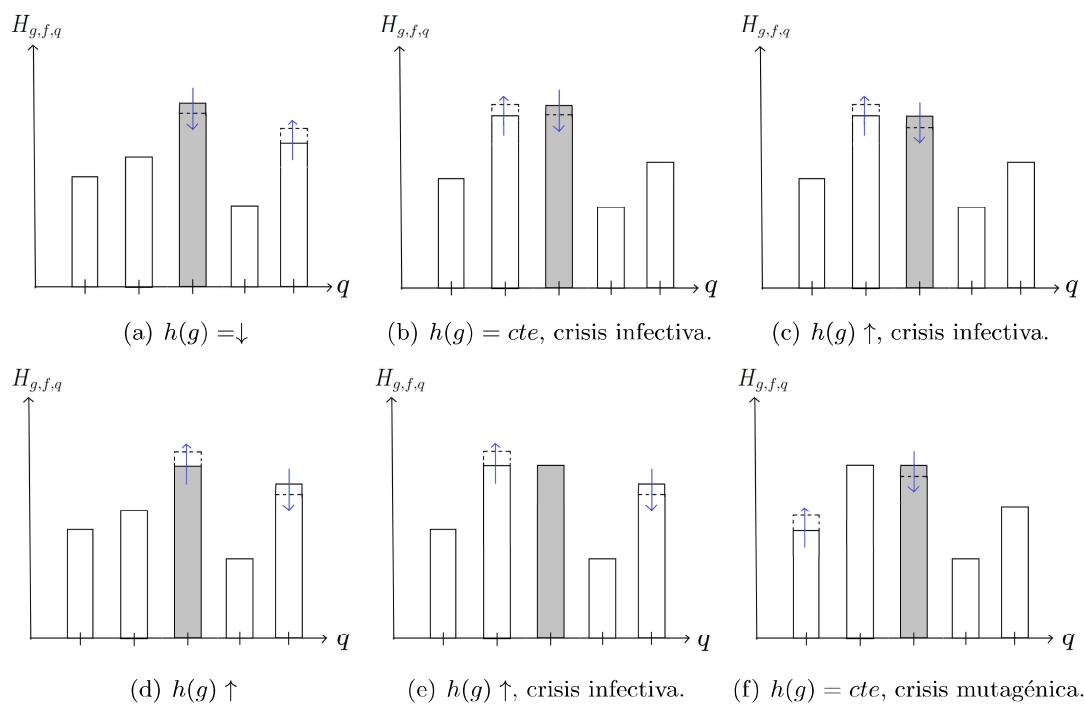 H_{g,f,q}
q
(a) h(g) =↓
H_{g,f,q}
q
(b) h(g) = cte, crisis infectiva.
H_{g,f,q}
q
(c) h(g) ↑, crisis infectiva.
H_{g,f,q}
q
(d) h(g) ↑
H_{g,f,q}
q
(e) h(g) ↑, crisis infectiva.
H_{g,f,q}
q
(f) h(g) = cte, crisis mutagénica.